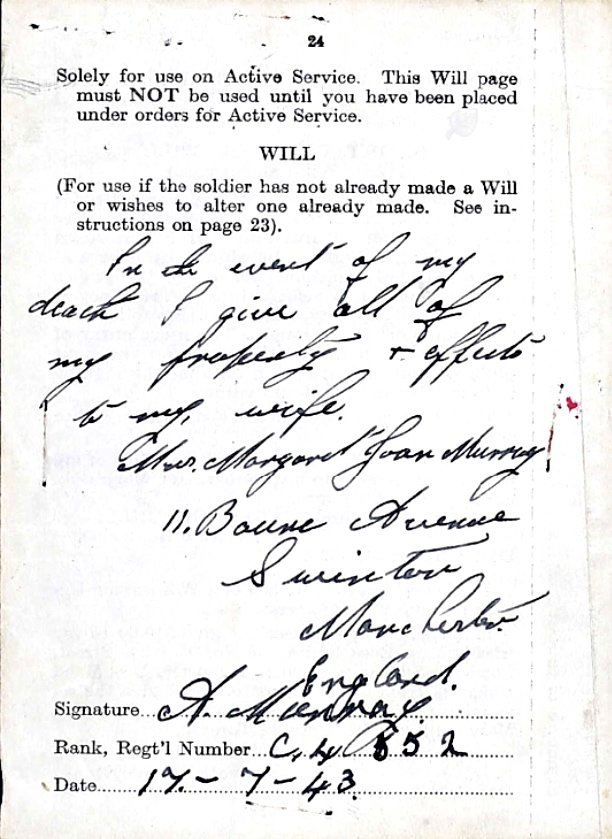 24
Solely for use on Active Service. This Will page
must NOT be used until you have been placed
under orders for Active Service.
WILL
(For use if the soldier has not already made a Will
or wishes to alter one already made. See in-
structions on page 23).
In the event of my
death I give all of
my property + effects
to my wife.
Mrs. Margaret Joan Murray
11. Bourne Avenue
Swinton
Manchester
England.
Signature A. Murray.
Rank, Regt'l Number C. 4 852
Date 17-7-43.